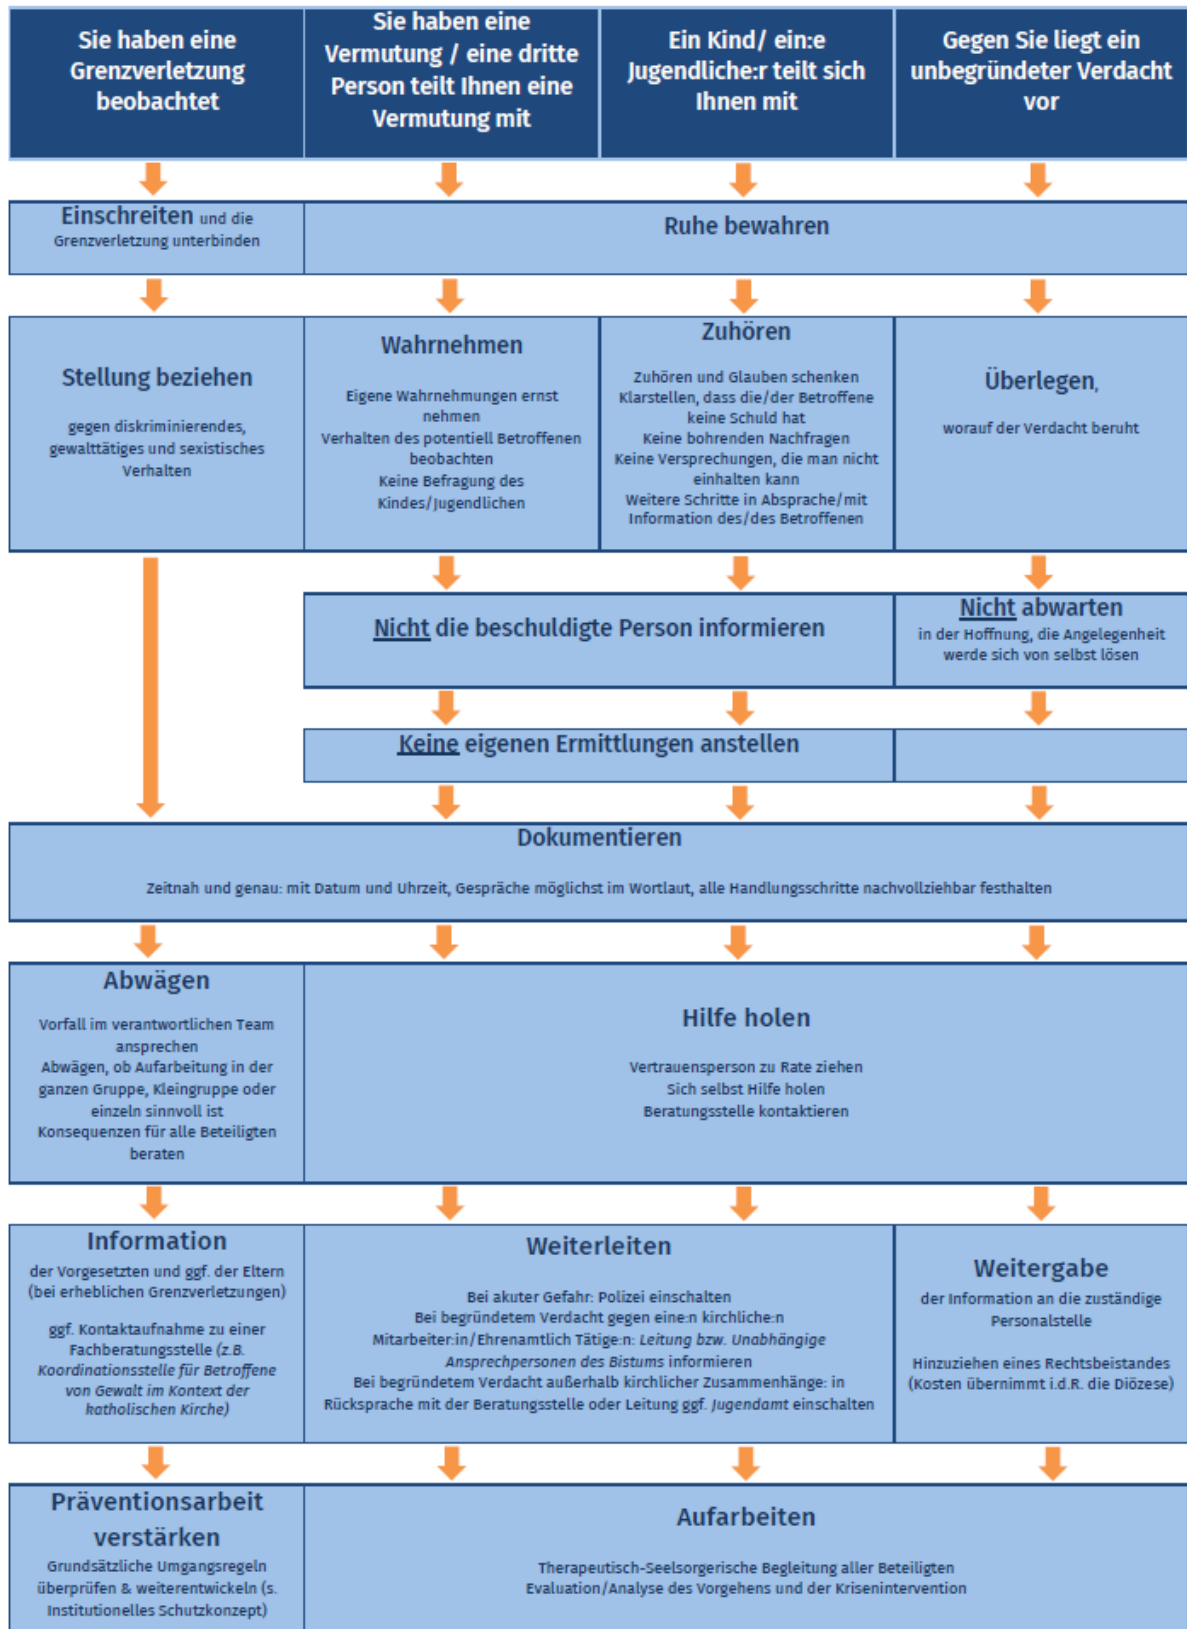 Sie haben eine
Grenzverletzung
beobachtet
Sie haben eine
Vermutung / eine dritte
Person teilt Ihnen eine
Vermutung mit
Ein Kind/ ein:e
Jugendliche:r teilt sich
Ihnen mit
Gegen Sie liegt ein
unbegründeter Verdacht
vor
Einschreiten und die
Grenzverletzung unterbinden
Ruhe bewahren
Stellung beziehen
gegen diskriminierendes,
gewalttätiges und sexistisches
Verhalten
Wahrnehmen
Eigene Wahrnehmungen ernst
nehmen
Verhalten des potentiell Betroffenen
beobachten
Keine Befragung des
Kindes/Jugendlichen
Zuhören
Zuhören und Glauben schenken
Klarstellen, dass die/der Betroffene
keine Schuld hat
Keine bohrenden Nachfragen
Keine Versprechungen, die man nicht
einhalten kann
Weitere Schritte in Absprache/mit
Information des/des Betroffenen
Überlegen,
worauf der Verdacht beruht
Nicht die beschuldigte Person informieren
Nicht abwarten
in der Hoffnung, die Angelegenheit
werde sich von selbst lösen
Keine eigenen Ermittlungen anstellen
Dokumentieren
Zeitnah und genau: mit Datum und Uhrzeit, Gespräche möglichst im Wortlaut, alle Handlungsschritte nachvollziehbar festhalten
Abwägen
Vorfall im verantwortlichen Team
ansprechen
Abwägen, ob Aufarbeitung in der
ganzen Gruppe, Kleingruppe oder
einzeln sinnvoll ist
Konsequenzen für alle Beteiligten
beraten
Hilfe holen
Vertrauensperson zu Rate ziehen
Sich selbst Hilfe holen
Beratungsstelle kontaktieren
Information
der Vorgesetzten und ggf. der Eltern
(bei erheblichen Grenzverletzungen)
ggf. Kontaktaufnahme zu einer
Fachberatungsstelle (z.B.
Koordinationsstelle für Betroffene
von Gewalt im Kontext der
katholischen Kirche)
Weiterleiten
Bei akuter Gefahr: Polizei einschalten
Bei begründetem Verdacht gegen eine:n kirchliche:n
Mitarbeiter:in/Ehrenamtlich Tätige:n: Leitung bzw. Unabhängige
Ansprechpersonen des Bistums informieren
Bei begründetem Verdacht außerhalb kirchlicher Zusammenhänge: in
Rücksprache mit der Beratungsstelle oder Leitung ggf. Jugendamt einschalten
Weitergabe
der Information an die zuständige
Personalstelle
Hinzuziehen eines Rechtsbeistandes
(Kosten übernimmt i.d.R. die Diözese)
Präventionsarbeit
verstärken
Grundsätzliche Umgangsregeln
überprüfen & weiterentwickeln (s.
Institutionelles Schutzkonzept)
Aufarbeiten
Therapeutisch-Seelsorgerische Begleitung aller Beteiligten
Evaluation/Analyse des Vorgehens und der Krisenintervention